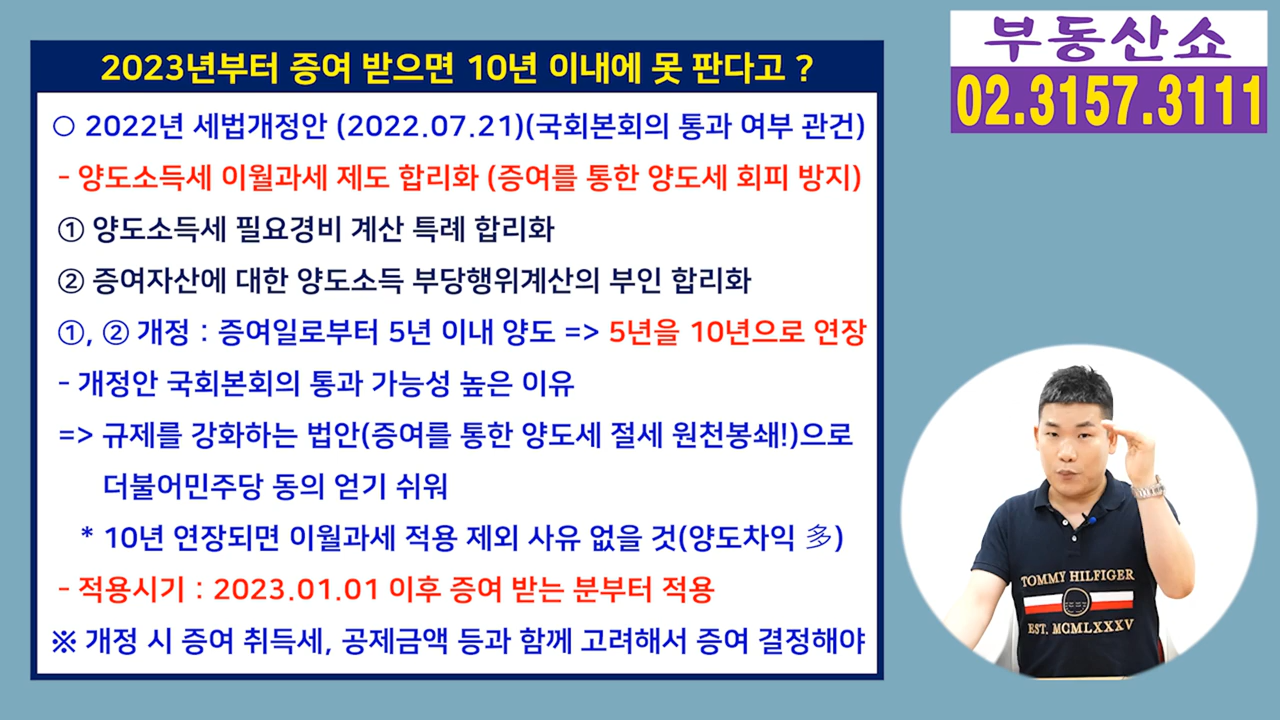 2023년부터 증여 받으면 10년 이내에 못 판다고 ?
○ 2022년 세법개정안 (2022.07.21)(국회본회의 통과 여부 관건)
- 양도소득세 이월과세 제도 합리화 (증여를 통한 양도세 회피 방지)
① 양도소득세 필요경비 계산 특례 합리화
② 증여자산에 대한 양도소득 부당행위계산의 부인 합리화
①, ② 개정 : 증여일로부터 5년 이내 양도 => 5년을 10년으로 연장
- 개정안 국회본회의 통과 가능성 높은 이유
=> 규제를 강화하는 법안(증여를 통한 양도세 절세 원천봉쇄!)으로
더불어민주당 동의 얻기 쉬워
* 10년 연장되면 이월과세 적용 제외 사유 없을 것(양도차익 多)
- 적용시기 : 2023.01.01 이후 증여 받는 분부터 적용
※ 개정 시 증여 취득세, 공제금액 등과 함께 고려해서 증여 결정해야
부동산쇼
02.3157.3111
TOMMY HILFIGER
EST. MCMLXXXV